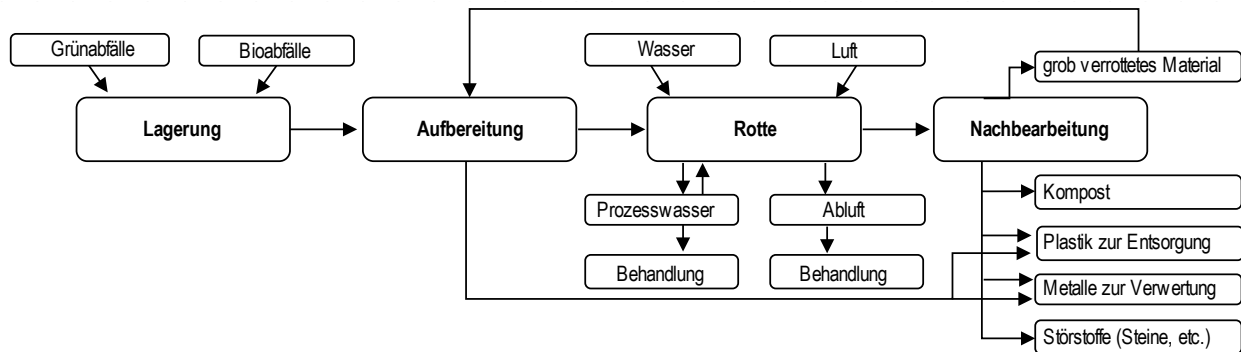 Grünabfälle
Bioabfälle
Wasser
Luft
grob verrottetes Material
Lagerung
Aufbereitung
Rotte
Nachbearbeitung
Prozesswasser
Abluft
Kompost
Plastik zur Entsorgung
Behandlung
Behandlung
Metalle zur Verwertung
Störstoffe (Steine, etc.)